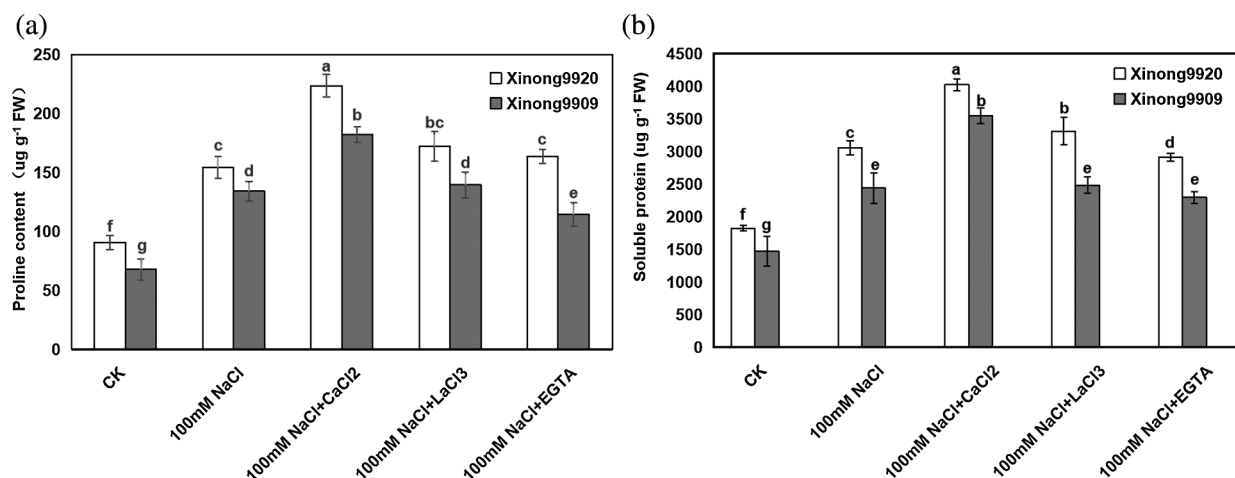 (a)
Proline content（ug g⁻¹ FW）
250
200
150
100
50
0
Xinong9920
Xinong9909
f
g
c
d
a
b
bc
d
c
e
CK
100mM NaCl
100mM NaCl+CaCl2
100mM NaCl+LaCl3
100mM NaCl+EGTA
(b)
Soluble protein (ug g⁻¹ FW)
4500
4000
3500
3000
2500
2000
1500
1000
500
0
Xinong9920
Xinong9909
f
g
c
e
a
b
b
e
d
e
CK
100mM NaCl
100mM NaCl+CaCl2
100mM NaCl+LaCl3
100mM NaCl+EGTA